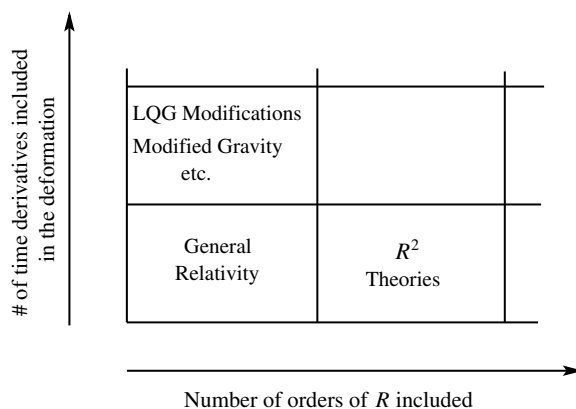 # of time derivatives included
in the deformation
LQG Modifications
Modified Gravity
etc.
General
Relativity
R²
Theories
Number of orders of R included